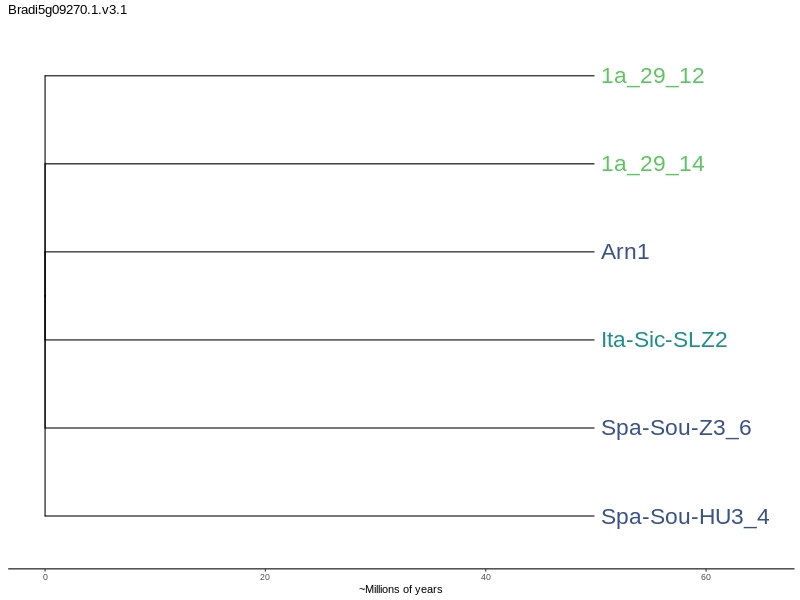 Bradi5g09270.1.v3.1
1a_29_12
1a_29_14
Arn1
Ita-Sic-SLZ2
Spa-Sou-Z3_6
Spa-Sou-HU3_4
0 20 40 60
~Millions of years